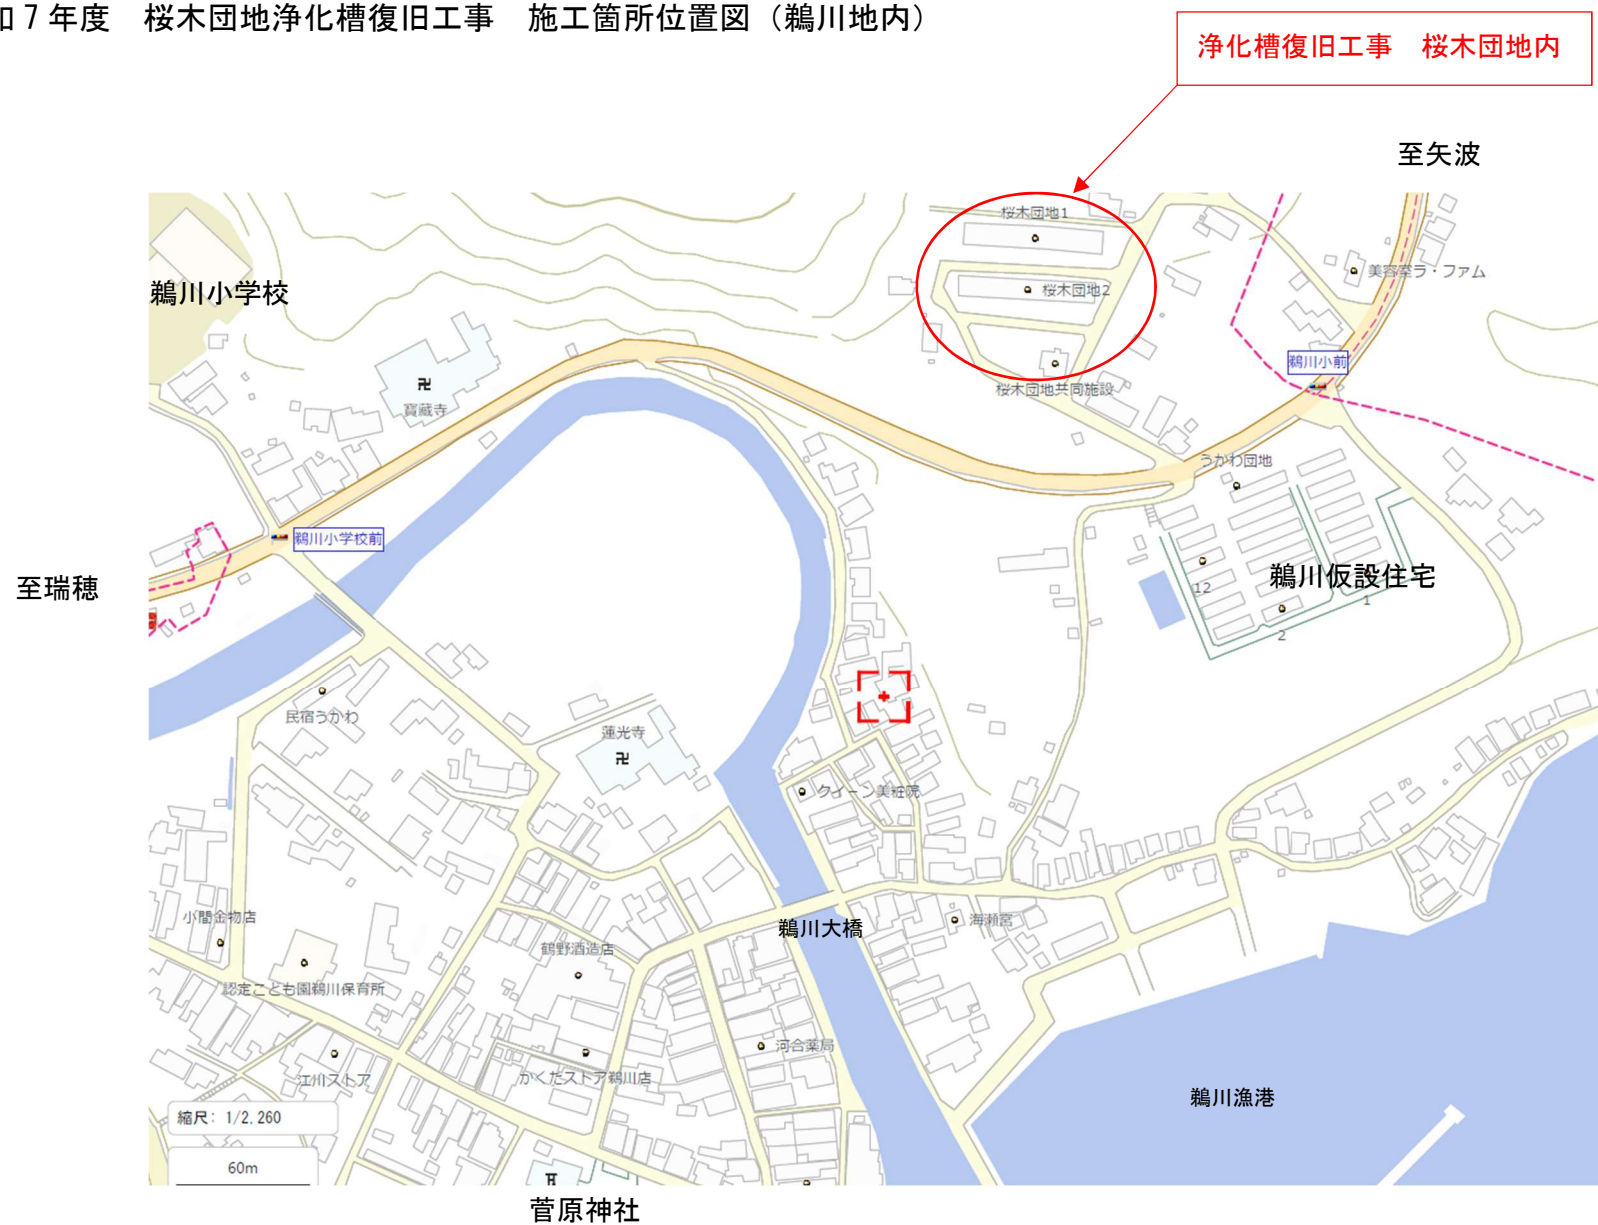 和７年度　桜木団地浄化槽復旧工事　施工箇所位置図（鵜川地内）
浄化槽復旧工事　桜木団地内
至矢波
桜木団地1
美容室ラ・ファム
桜木団地2
鵜川小学校
鵜川小前
桜木団地共同施設
寳蔵寺
うかわ団地
鵜川小学校前
鵜川仮設住宅
至瑞穂
12
1
2
民宿うかわ
蓮光寺
クイーン美粧院
小間金物店
海瀬宮
鵜川大橋
鶴野酒造店
認定こども園鵜川保育所
河合薬局
江川ストア
かくだストア鵜川店
鵜川漁港
縮尺: 1/2,260
60m
菅原神社